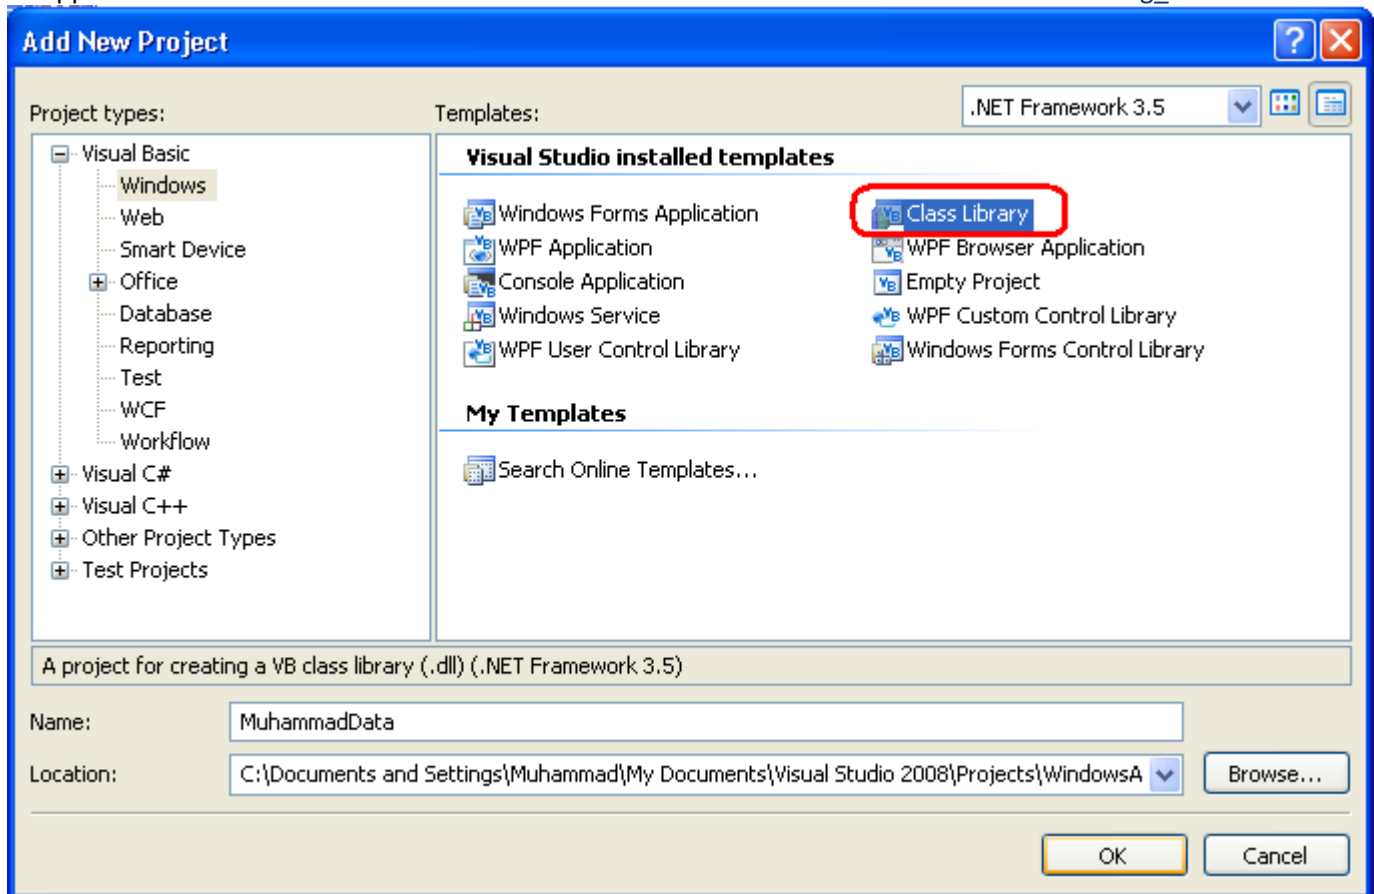 Add New Project
Project types:
Templates:
.NET Framework 3.5
Visual Basic
Windows
Web
Smart Device
Office
Database
Reporting
Test
WCF
Workflow
Visual C#
Visual C++
Other Project Types
Test Projects
Visual Studio installed templates
Windows Forms Application
Class Library
WPF Application
WPF Browser Application
Console Application
Empty Project
Windows Service
WPF Custom Control Library
WPF User Control Library
Windows Forms Control Library
My Templates
Search Online Templates...
A project for creating a VB class library (.dll) (.NET Framework 3.5)
Name:
MuhammadData
Location:
C:\Documents and Settings\Muhammad\My Documents\Visual Studio 2008\Projects\WindowsA
Browse...
OK
Cancel